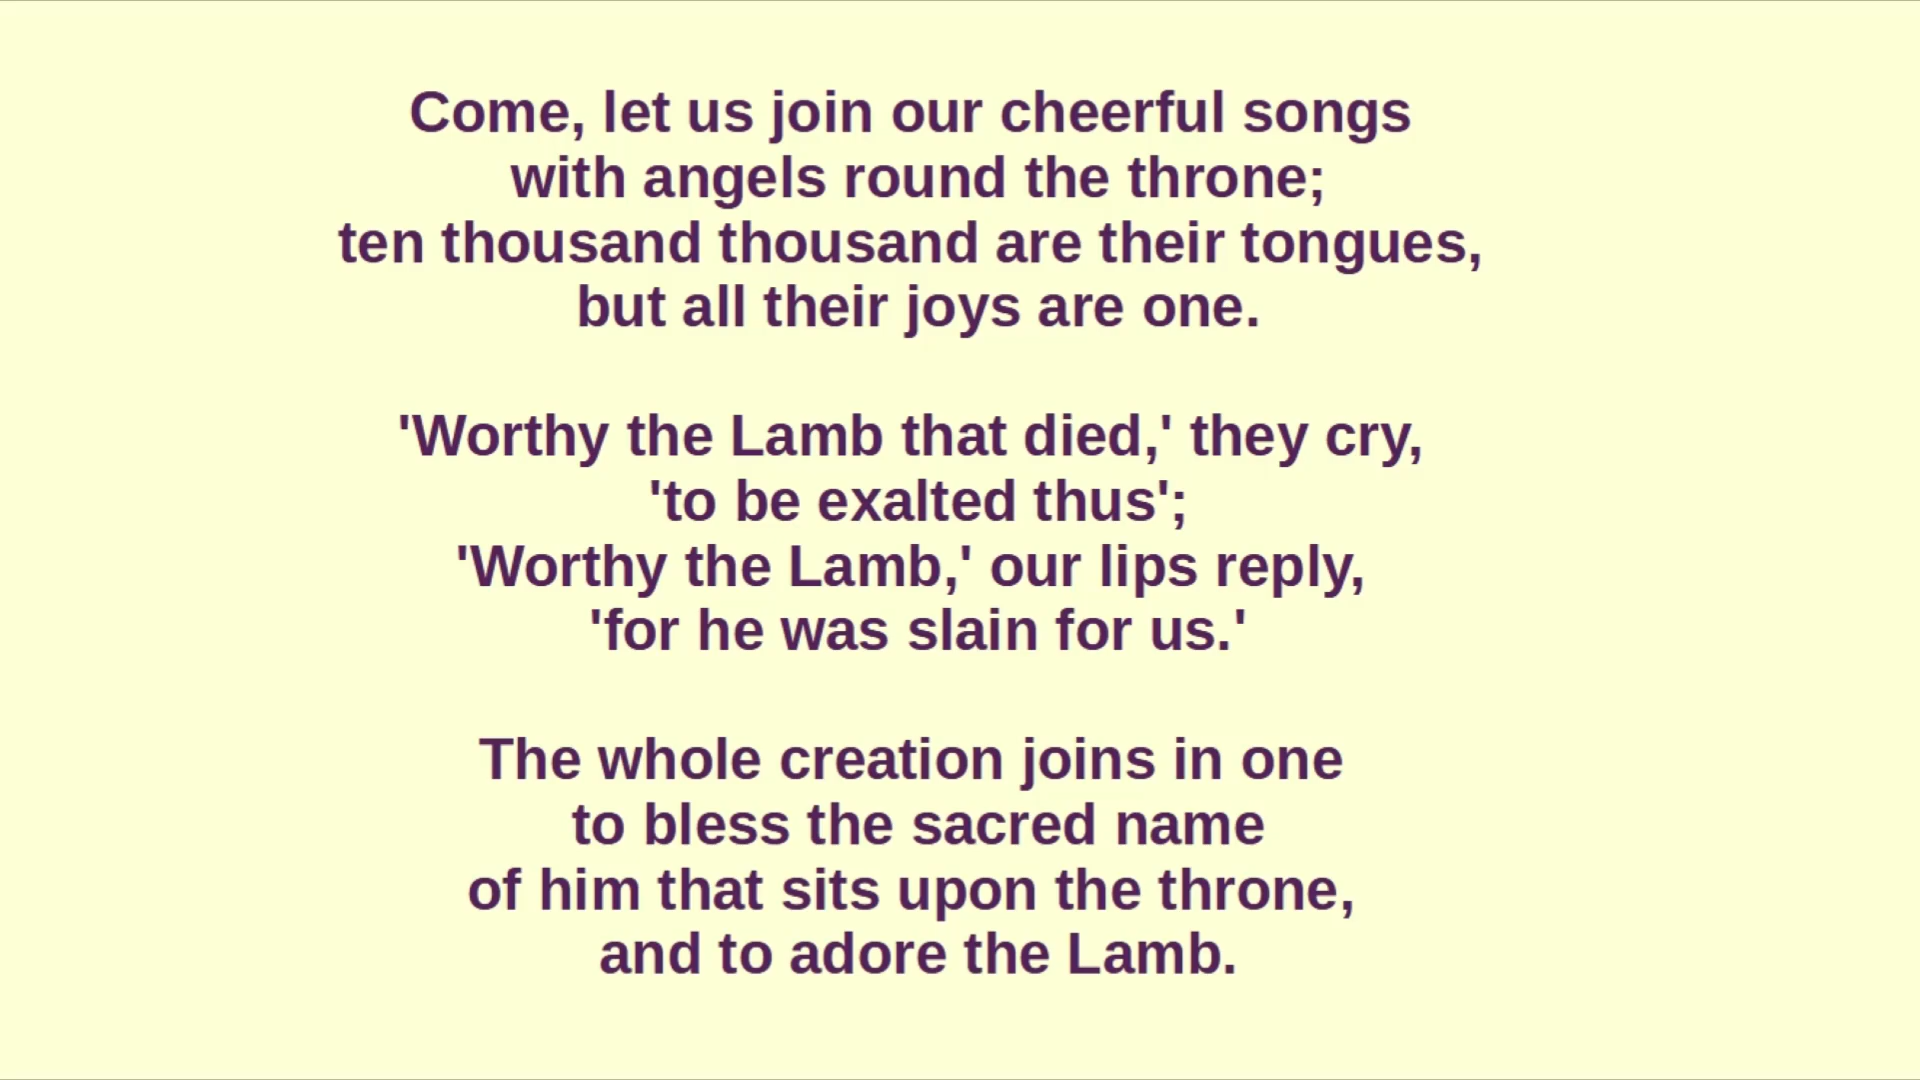 Come, let us join our cheerful songs
with angels round the throne;
ten thousand thousand are their tongues,
but all their joys are one.
'Worthy the Lamb that died,' they cry,
'to be exalted thus';
'Worthy the Lamb,' our lips reply,
'for he was slain for us.'
The whole creation joins in one
to bless the sacred name
of him that sits upon the throne,
and to adore the Lamb.